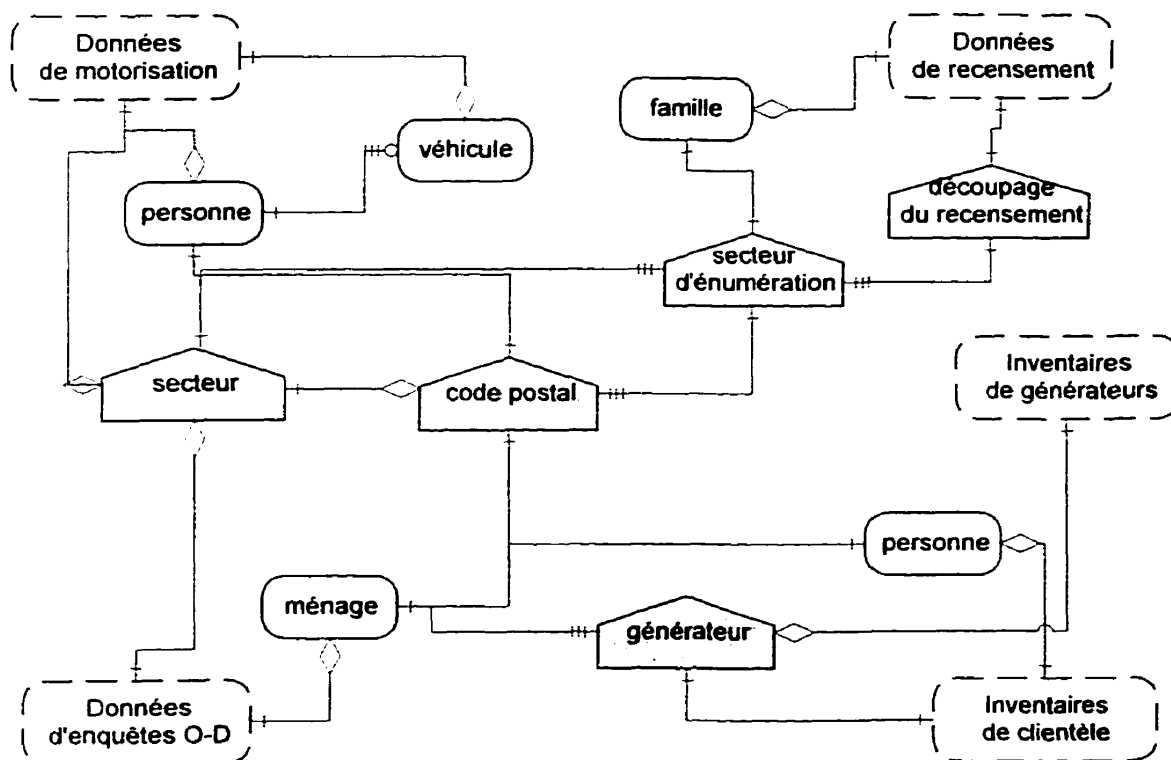 Données
de motorisation
Données
de recensement
famille
véhicule
personne
découpage
du recensement
secteur
d'énumération
secteur
code postal
Inventaires
de générateurs
personne
ménage
générateur
Données
d'enquêtes O-D
Inventaires
de clientèle